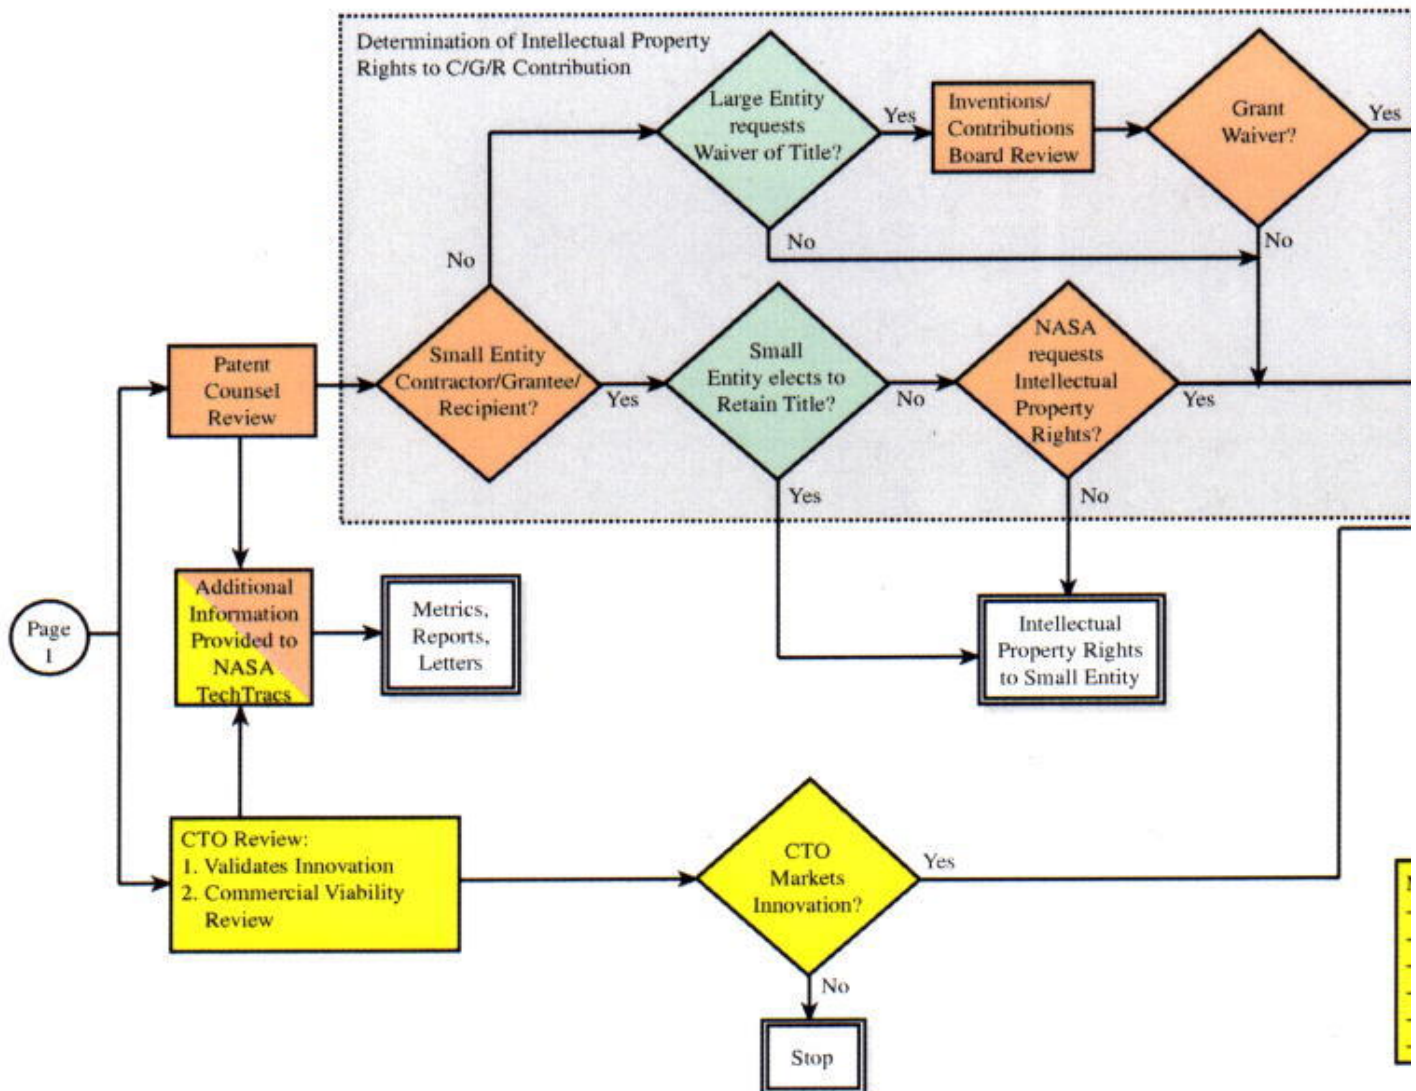 Determination of Intellectual Property
Rights to C/G/R Contribution
Large Entity
requests
Waiver of Title?
Yes
Inventions/
Contributions
Board Review
Grant
Waiver?
Yes
No
No
No
Patent
Counsel
Review
Small Entity
Contractor/Grantee/
Recipient?
Yes
Small
Entity elects to
Retain Title?
No
NASA
requests
Intellectual
Property
Rights?
Yes
Yes
No
Page
1
Additional
Information
Provided to
NASA
TechTracs
Metrics,
Reports,
Letters
Intellectual
Property Rights
to Small Entity
CTO Review:
1. Validates Innovation
2. Commercial Viability
Review
CTO
Markets
Innovation?
Yes
No
Stop